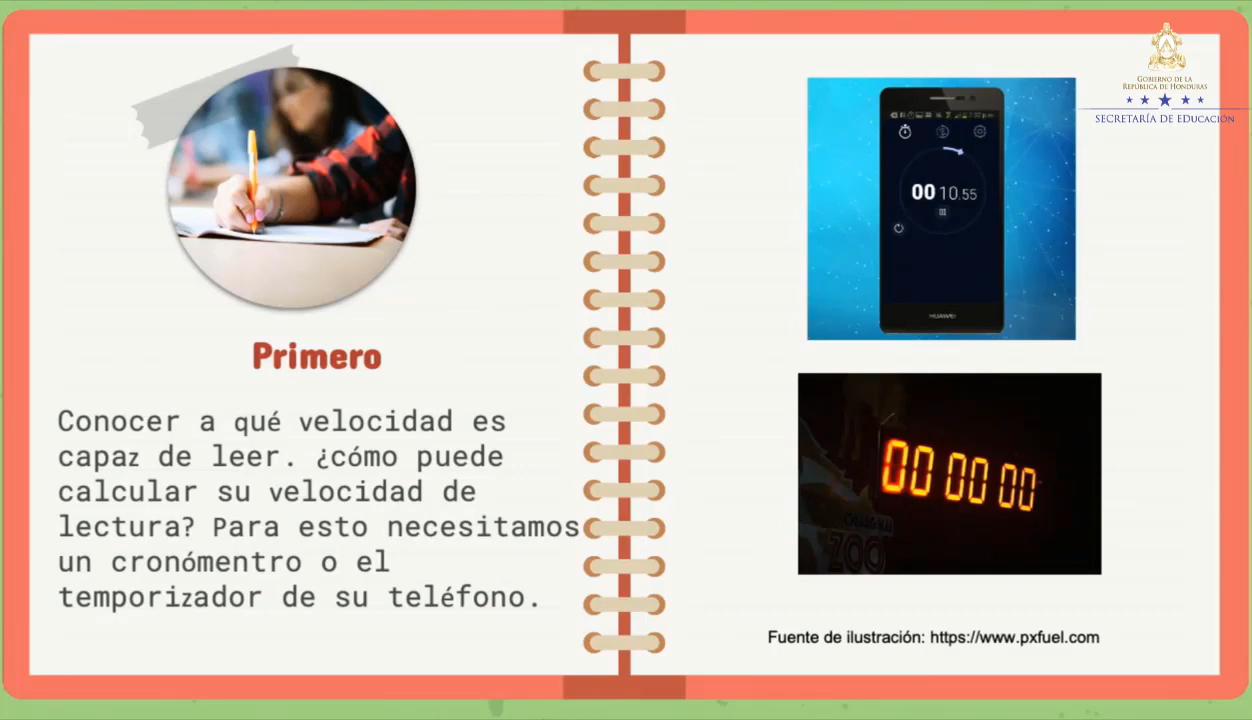 Primero
Conocer a qué velocidad es
capaz de leer. ¿cómo puede
calcular su velocidad de
lectura? Para esto necesitamos
un cronómentro o el
temporizador de su teléfono.
00 10.55
HUAWEI
00 00 00
ZOO
Fuente de ilustración: https://www.pxfuel.com
GOBIERNO DE LA
REPÚBLICA DE HONDURAS
SECRETARÍA DE EDUCACIÓN